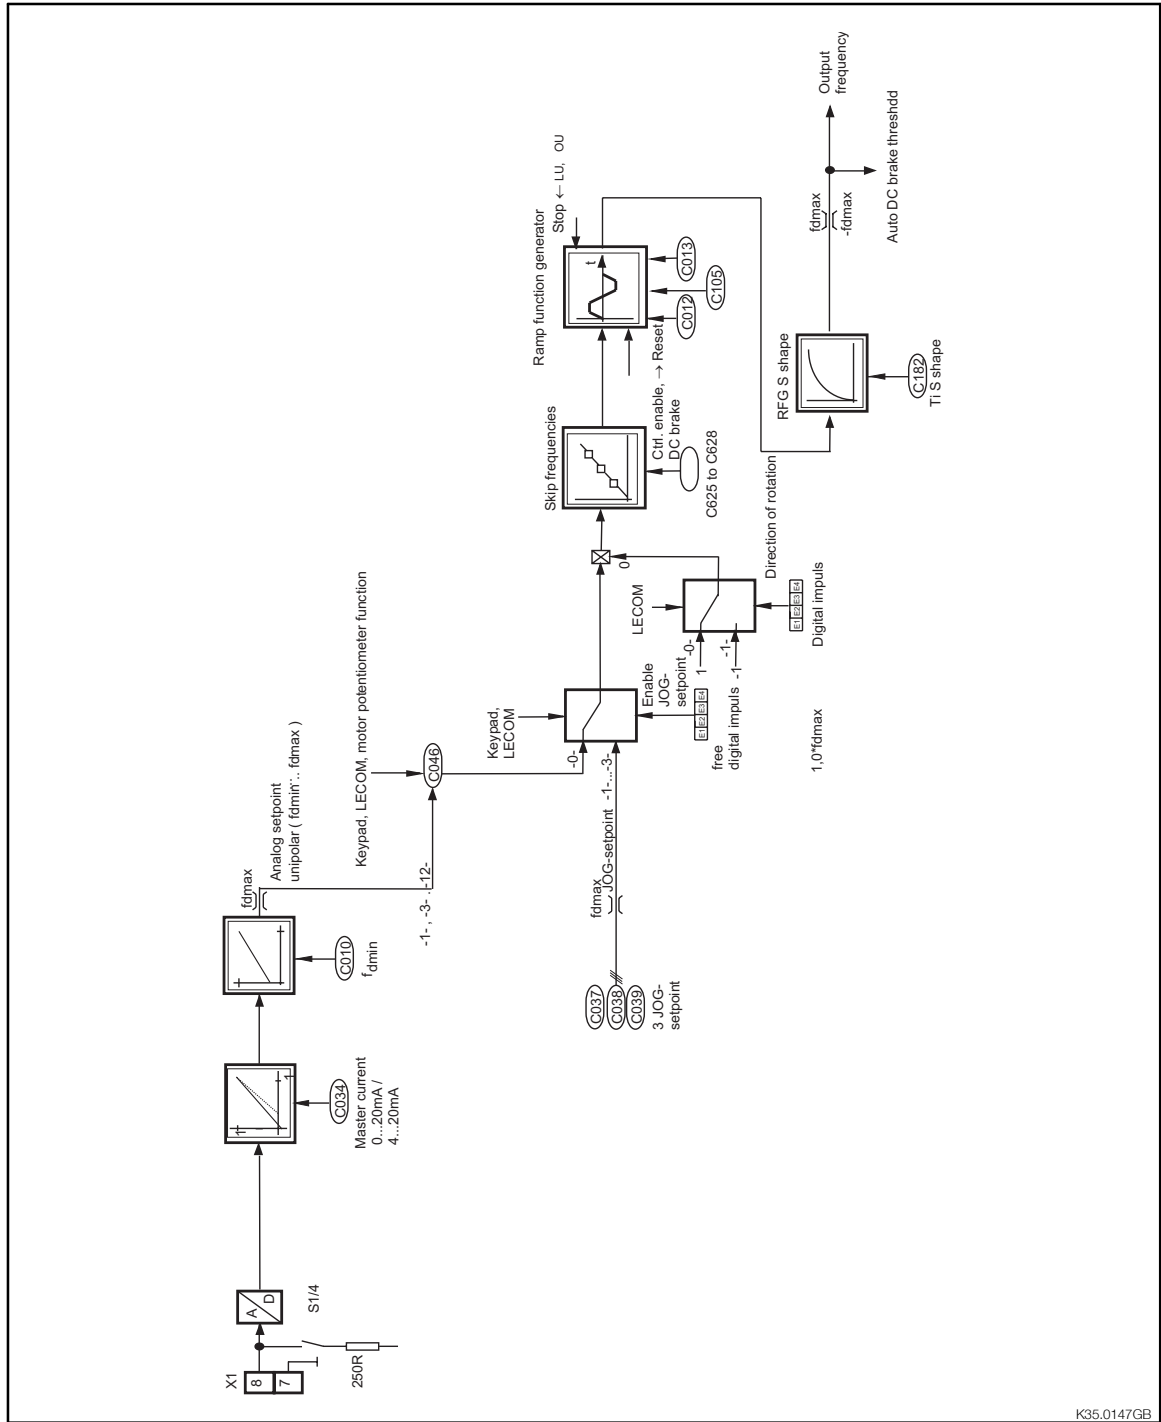 X1
8
7
250R
A
D
S1/4
C034
Master current
0...20mA /
4...20mA
C010
fdmin
fdmax
Analog setpoint
-1- , -3- .. -12-
Keypad, LECOM, motor potentiometer function
C046
C037
C038
C039
3 JOG-
setpoint
fdmax
JOG-setpoint -1-...-3-
-0-
Keypad,
LECOM
Enable
JOG-
setpoint
E1 E2 E3 E4
free
digital impuls
1
-1
-0-
-1-
LECOM
0
Direction of rotation
E1 E2 E3 E4
Digital impuls
1,0*fdmax
Skip frequencies
C625 to C628
Ctrl. enable, → Reset
DC brake
Ramp function generator
Stop ← LU, OU
t
C012
C105
C013
RFG S shape
C182
Ti S shape
fdmax
-fdmax
Output
frequency
Auto DC brake threshdd
K35.0147GB